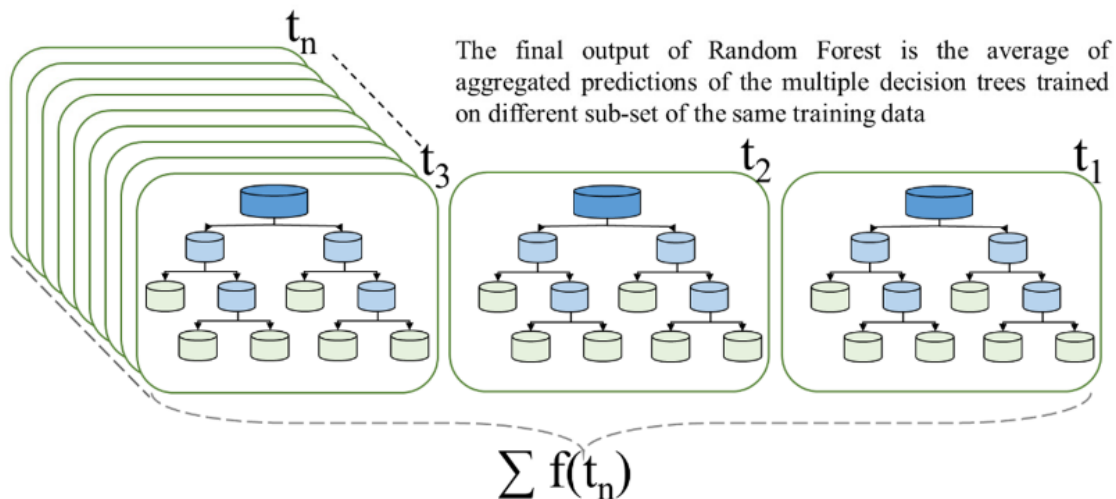 tₙ
The final output of Random Forest is the average of
aggregated predictions of the multiple decision trees trained
on different sub-set of the same training data
t₃
t₂
t₁
∑ f(tₙ)